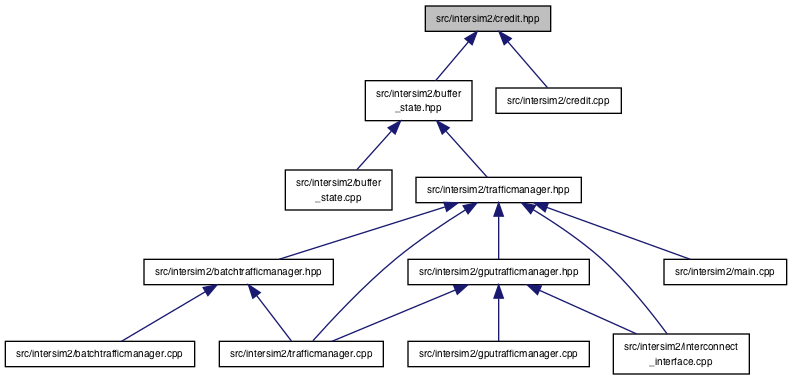 src/intersim2/credit.hpp
src/intersim2/buffer
_state.hpp
src/intersim2/credit.cpp
src/intersim2/buffer
_state.cpp
src/intersim2/trafficmanager.hpp
src/intersim2/batchtrafficmanager.hpp
src/intersim2/gputrafficmanager.hpp
src/intersim2/main.cpp
src/intersim2/batchtrafficmanager.cpp
src/intersim2/trafficmanager.cpp
src/intersim2/gputrafficmanager.cpp
src/intersim2/interconnect
_interface.cpp